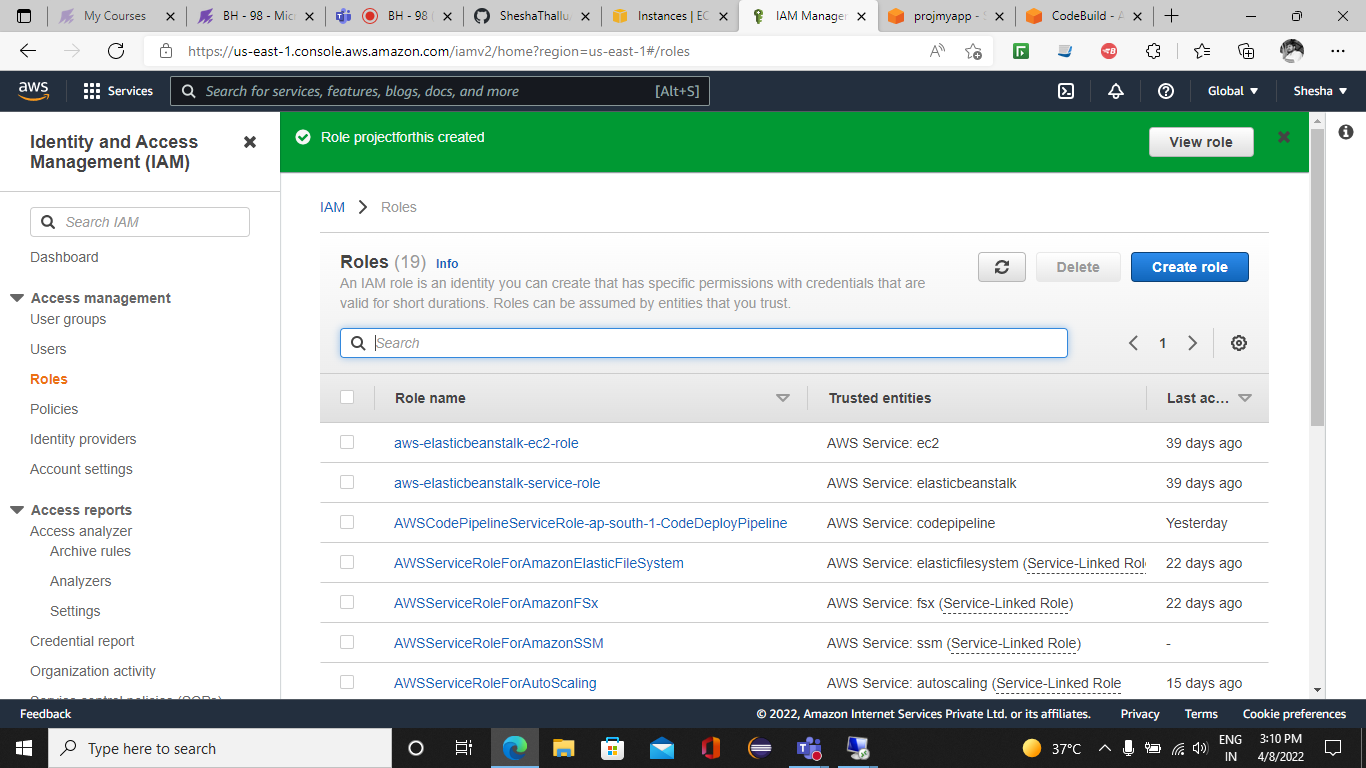 My Courses
BH - 98 - Mic
BH - 98
SheshaThallu
Instances | EC
IAM Manager
projmyapp - S
CodeBuild - A
https://us-east-1.console.aws.amazon.com/iamv2/home?region=us-east-1#/roles
aws
Services
Search for services, features, blogs, docs, and more
[Alt+S]
Global
Shesha
Identity and Access
Management (IAM)
Search IAM
Dashboard
Access management
User groups
Users
Roles
Policies
Identity providers
Account settings
Access reports
Access analyzer
Archive rules
Analyzers
Settings
Credential report
Organization activity
Service control policies (SCPs)
Role projectforthis created
View role
IAM > Roles
Roles (19) Info
An IAM role is an identity you can create that has specific permissions with credentials that are
valid for short durations. Roles can be assumed by entities that you trust.
Delete
Create role
Search
1
Role name Trusted entities Last ac...
aws-elasticbeanstalk-ec2-role AWS Service: ec2 39 days ago
aws-elasticbeanstalk-service-role AWS Service: elasticbeanstalk 39 days ago
AWSCodePipelineServiceRole-ap-south-1-CodeDeployPipeline AWS Service: codepipeline Yesterday
AWSServiceRoleForAmazonElasticFileSystem AWS Service: elasticfilesystem (Service-Linked Rol 22 days ago
AWSServiceRoleForAmazonFSx AWS Service: fsx (Service-Linked Role) 22 days ago
AWSServiceRoleForAmazonSSM AWS Service: ssm (Service-Linked Role) -
AWSServiceRoleForAutoScaling AWS Service: autoscaling (Service-Linked Role 15 days ago
Feedback
© 2022, Amazon Internet Services Private Ltd. or its affiliates.
Privacy
Terms
Cookie preferences
Type here to search
37°C
ENG
IN
3:10 PM
4/8/2022